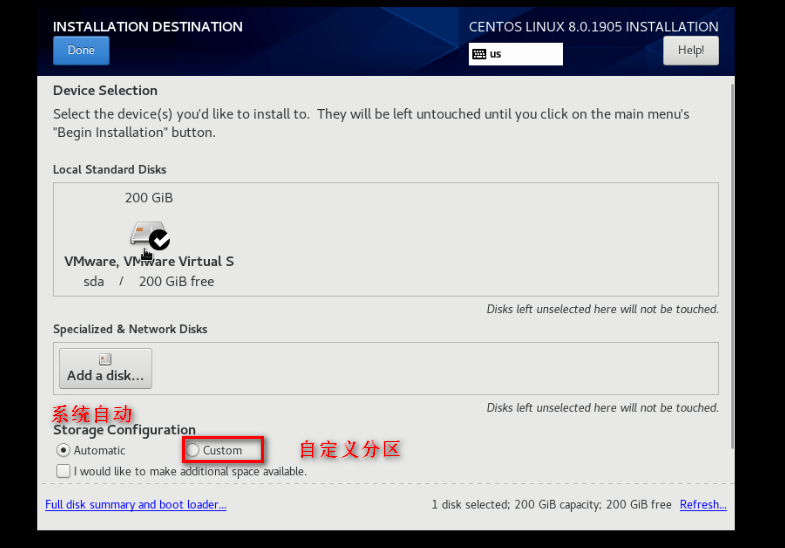 INSTALLATION DESTINATION
CENTOS LINUX 8.0.1905 INSTALLATION
Done
us
Help!
Device Selection
Select the device(s) you'd like to install to. They will be left untouched until you click on the main menu's
"Begin Installation" button.
Local Standard Disks
200 GiB
VMware, VMware Virtual S
sda / 200 GiB free
Disks left unselected here will not be touched.
Specialized & Network Disks
Add a disk...
Disks left unselected here will not be touched.
系统自动
Storage Configuration
Automatic
Custom
自定义分区
I would like to make additional space available.
Full disk summary and boot loader...
1 disk selected; 200 GiB capacity; 200 GiB free
Refresh...